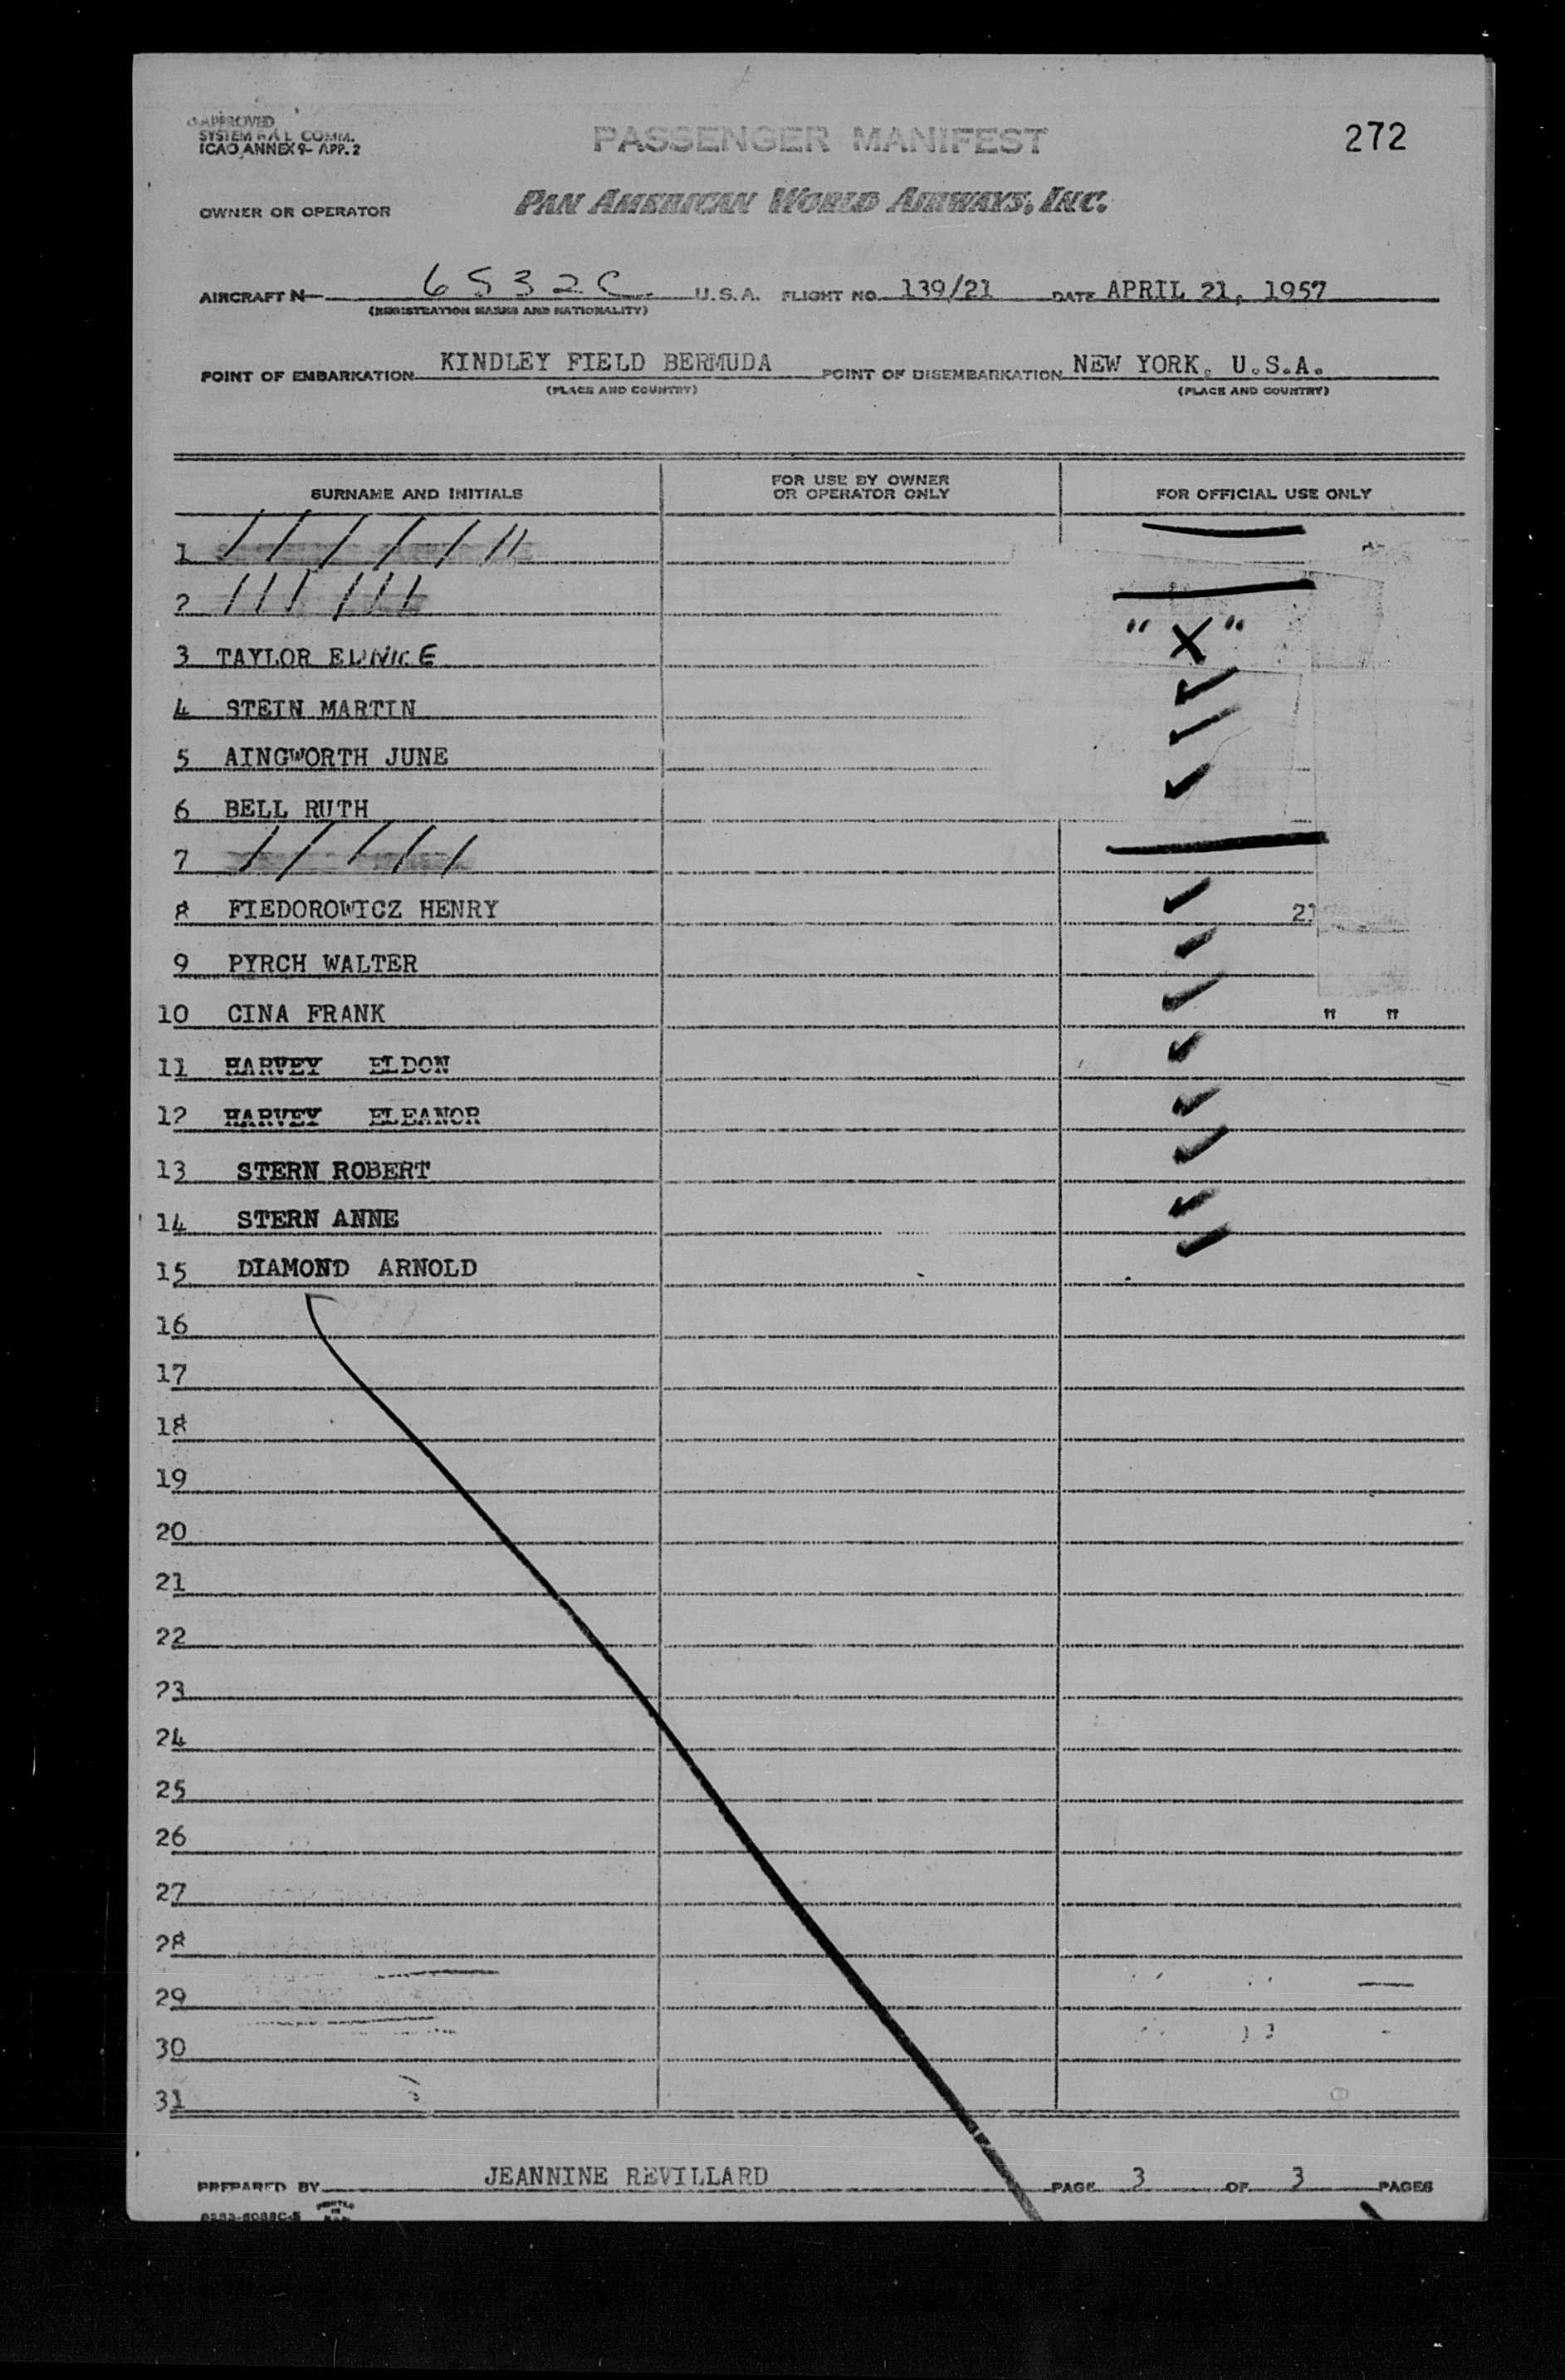 APPROVED
SYSTEM R & L COMM.
ICAO ANNEX 9- APP. 2
PASSENGER MANIFEST
272
OWNER OR OPERATOR
PAN AMERICAN WORLD AIRWAYS, INC.
AIRCRAFT N— 6532C U.S.A. FLIGHT NO. 139/21 DATE APRIL 21, 1957
(REGISTRATION MARKS AND NATIONALITY)
POINT OF EMBARKATION KINDLEY FIELD BERMUDA POINT OF DISEMBARKATION NEW YORK, U.S.A.
(PLACE AND COUNTRY) (PLACE AND COUNTRY)
SURNAME AND INITIALS FOR USE BY OWNER OR OPERATOR ONLY FOR OFFICIAL USE ONLY
1
2
3 TAYLOR EUNICE " X "
4 STEIN MARTIN ✓
5 AINGWORTH JUNE ✓
6 BELL RUTH ✓
7
8 FIEDOROWICZ HENRY ✓ 21
9 PYRCH WALTER ✓
10 CINA FRANK ✓ " "
11 HARVEY ELDON ✓
12 HARVEY ELEANOR ✓
13 STERN ROBERT ✓
14 STERN ANNE ✓
15 DIAMOND ARNOLD ✓
16
17
18
19
20
21
22
23
24
25
26
27
28
29
30
31
PREPARED BY JEANNINE REVILLARD PAGE 3 OF 3 PAGES